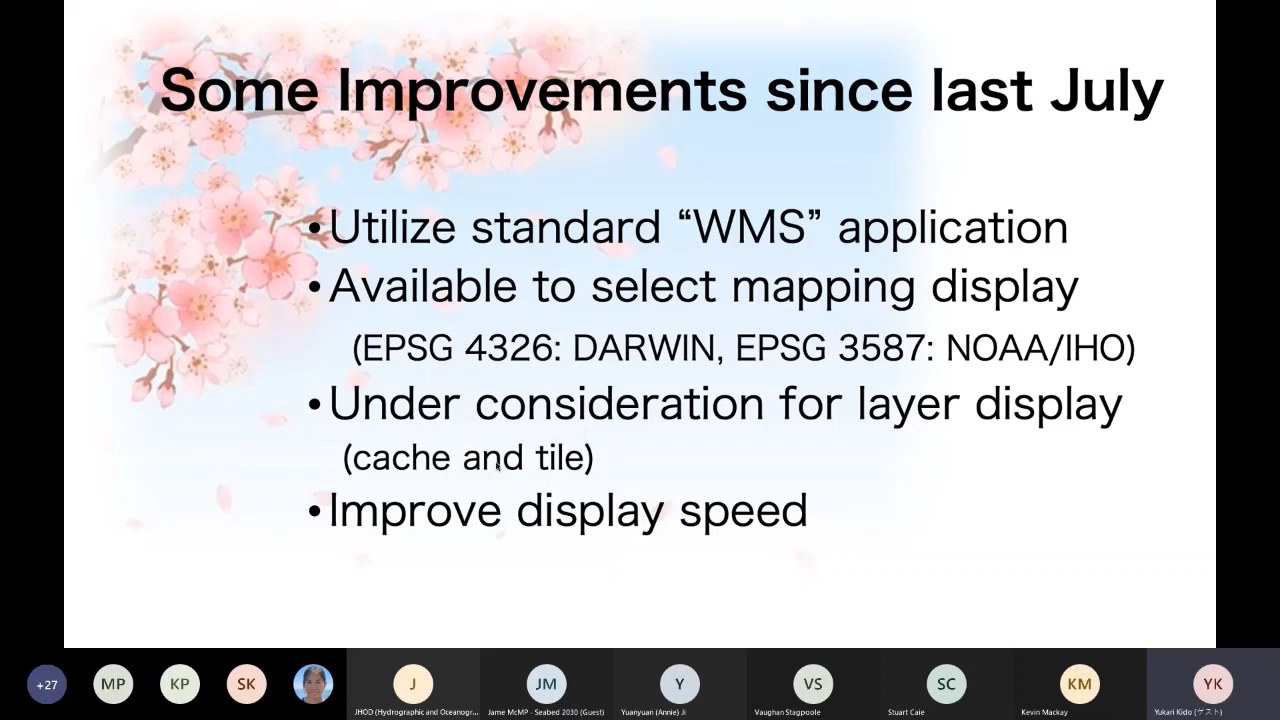 Some Improvements since last July
•Utilize standard “WMS” application
•Available to select mapping display
(EPSG 4326: DARWIN, EPSG 3587: NOAA/IHO)
•Under consideration for layer display
(cache and tile)
•Improve display speed
+27 MP KP SK J JM Y VS SC KM YK
JHOD (Hydrographic and Oceanogr... Jame McMP - Seabed 2030 (Guest) Yuanyuan (Annie) Ji Vaughan Stagpoole Stuart Caie Kevin Mackay Yukari Kido (ゲスト)